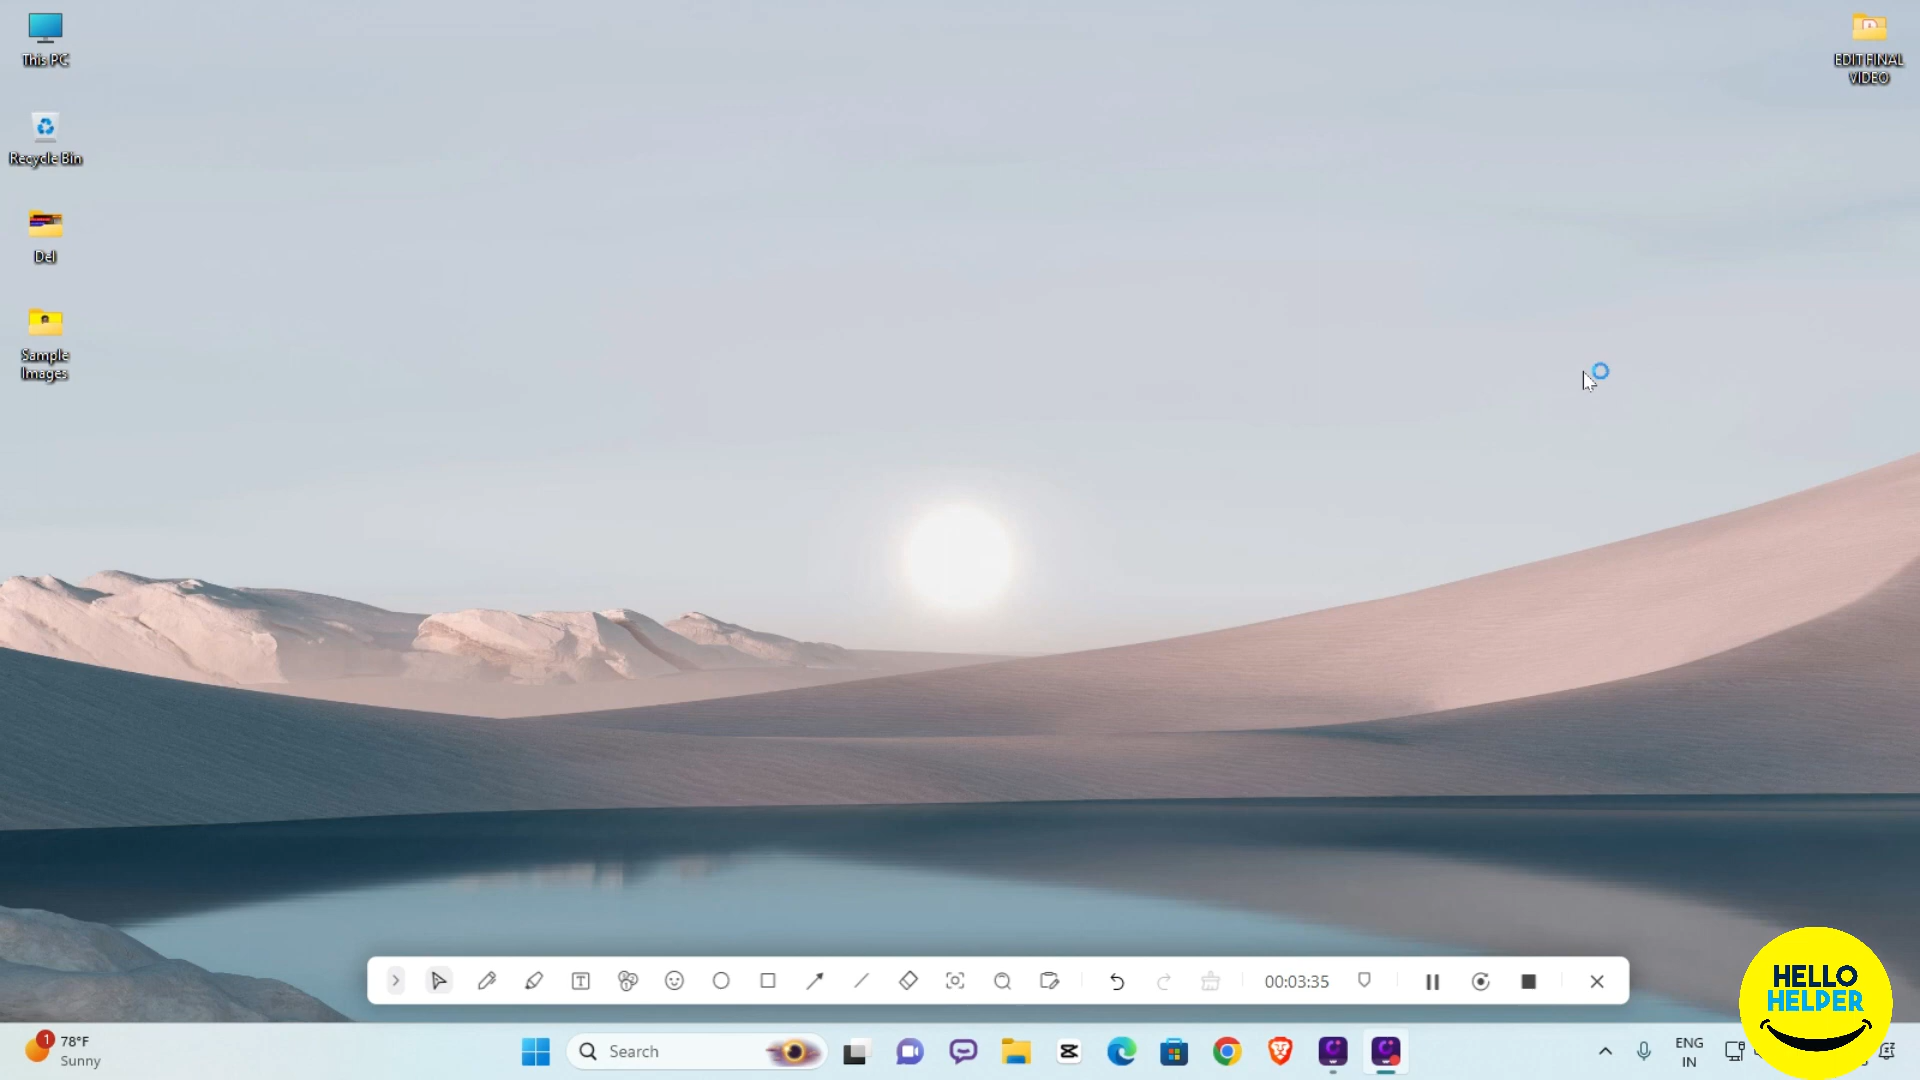 This PC
EDIT FINAL
VIDEO
Recycle Bin
Del
Sample
Images
00:03:35
HELLO
HELPER
1
78°F
Sunny
Search
ENG
IN